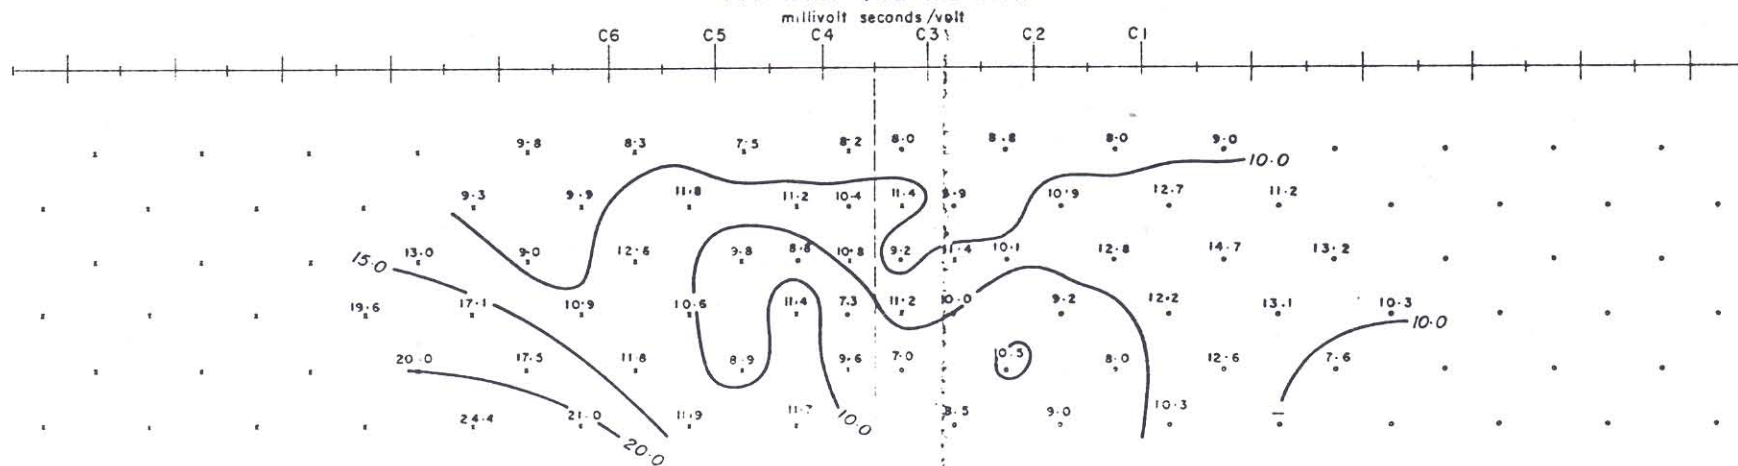 millivolt seconds/volt
C6 C5 C4 C3 C2 C1
9.8 8.3 7.5 8.2 8.0 8.8 8.0 9.0
10.0
9.3 9.9 11.8 11.2 10.4 11.4 10.9 12.7 11.2
15.0 13.0 9.0 12.6 9.8 8.8 10.8 9.2 10.1 12.8 14.7 13.2
19.6 17.1 10.9 10.6 11.4 7.3 11.2 10.0 9.2 12.2 13.1 10.3
10.0
20.0 17.5 11.8 8.9 9.6 7.0 10.5 8.0 12.6 7.6
24.4 21.0 11.9 11.7 10.0 8.5 9.0 10.3
20.0